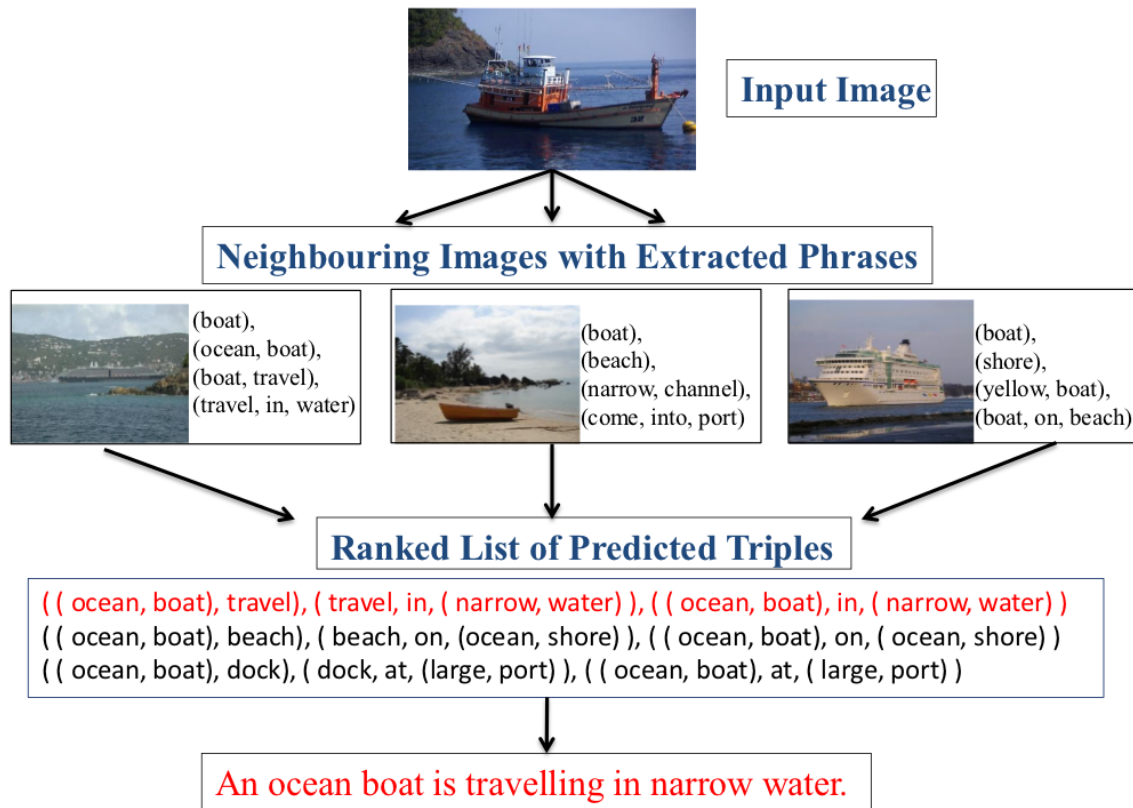 Input Image
Neighbouring Images with Extracted Phrases
(boat),
(ocean, boat),
(boat, travel),
(travel, in, water)
(boat),
(beach),
(narrow, channel),
(come, into, port)
(boat),
(shore),
(yellow, boat),
(boat, on, beach)
Ranked List of Predicted Triples
( ( ocean, boat), travel), ( travel, in, ( narrow, water) ), ( ( ocean, boat), in, ( narrow, water) )
( ( ocean, boat), beach), ( beach, on, (ocean, shore) ), ( ( ocean, boat), on, ( ocean, shore) )
( ( ocean, boat), dock), ( dock, at, (large, port) ), ( ( ocean, boat), at, ( large, port) )
An ocean boat is travelling in narrow water.